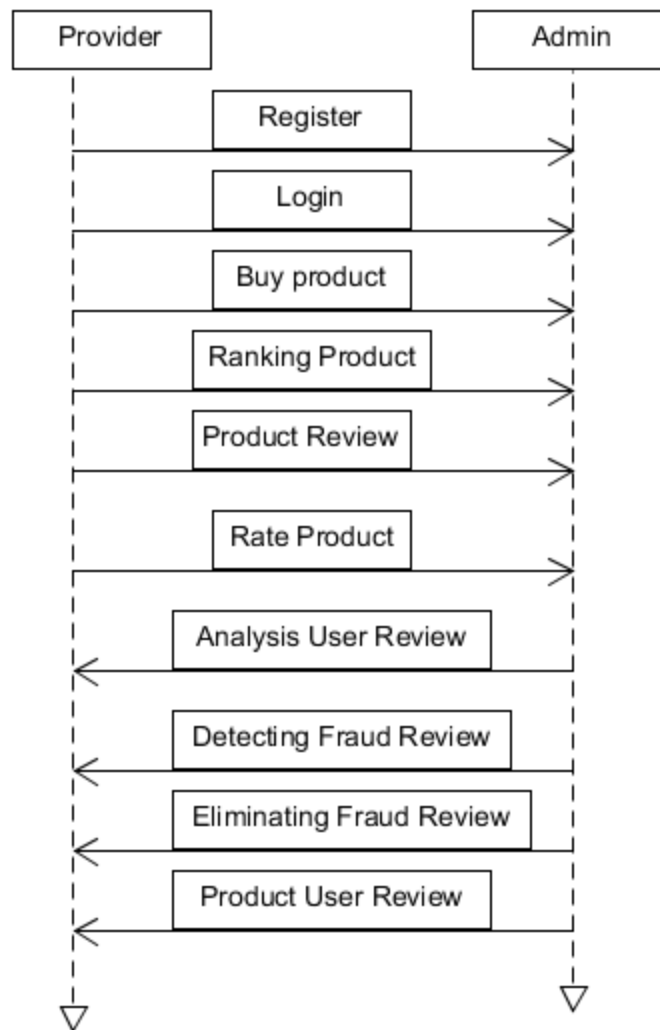 Provider
Admin
Register
Login
Buy product
Ranking Product
Product Review
Rate Product
Analysis User Review
Detecting Fraud Review
Eliminating Fraud Review
Product User Review